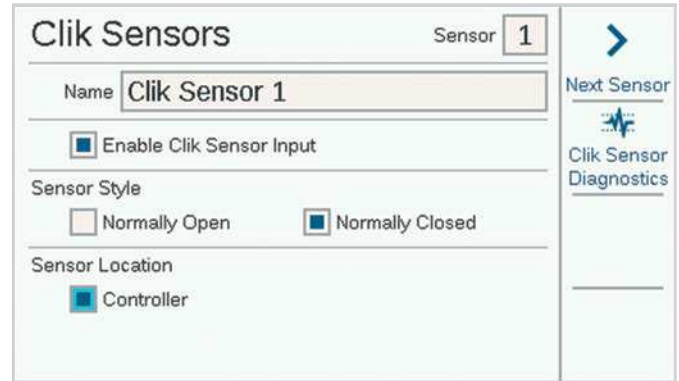 Clik Sensors
Sensor 1
Name Clik Sensor 1
Enable Clik Sensor Input
Sensor Style
Normally Open Normally Closed
Sensor Location
Controller
Next Sensor
Clik Sensor
Diagnostics